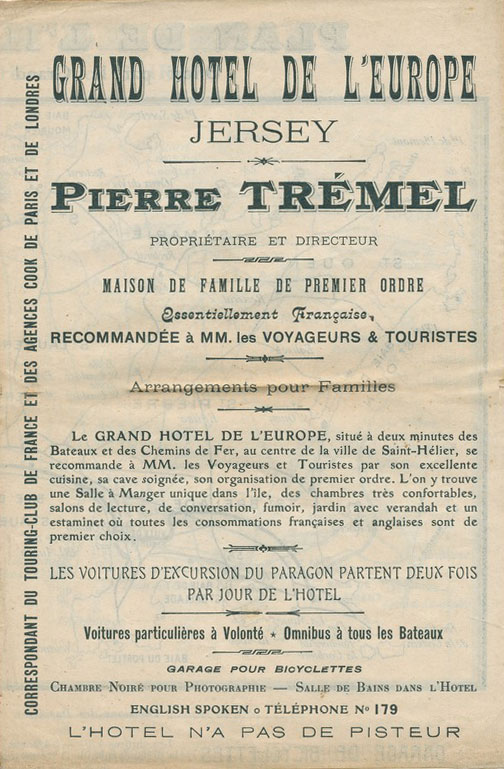 GRAND HOTEL DE L'EUROPE
JERSEY
PIERRE TRÉMEL
PROPRIÉTAIRE ET DIRECTEUR
MAISON DE FAMILLE DE PREMIER ORDRE
Essentiellement Française,
RECOMMANDÉE à MM. les VOYAGEURS & TOURISTES
Arrangements pour Familles
Le GRAND HOTEL DE L'EUROPE, situé à deux minutes des
Bateaux et des Chemins de Fer, au centre de la ville de Saint-Hélier, se
recommande à MM. les Voyageurs et Touristes par son excellente
cuisine, sa cave soignée, son organisation de premier ordre. L'on y trouve
une Salle à Manger unique dans l'île, des chambres très confortables,
salons de lecture, de conversation, fumoir, jardin avec verandah et un
estaminet où toutes les consommations françaises et anglaises sont de
premier choix.
LES VOITURES D'EXCURSION DU PARAGON PARTENT DEUX FOIS
PAR JOUR DE L'HOTEL
Voitures particulières à Volonté ★ Omnibus à tous les Bateaux
GARAGE POUR BICYCLETTES
CHAMBRE NOIRE POUR PHOTOGRAPHIE — SALLE DE BAINS DANS L'HOTEL
ENGLISH SPOKEN o TÉLÉPHONE No 179
L'HOTEL N'A PAS DE PISTEUR
CORRESPONDANT DU TOURING-CLUB DE FRANCE ET DES AGENCES COOK DE PARIS ET DE LONDRES